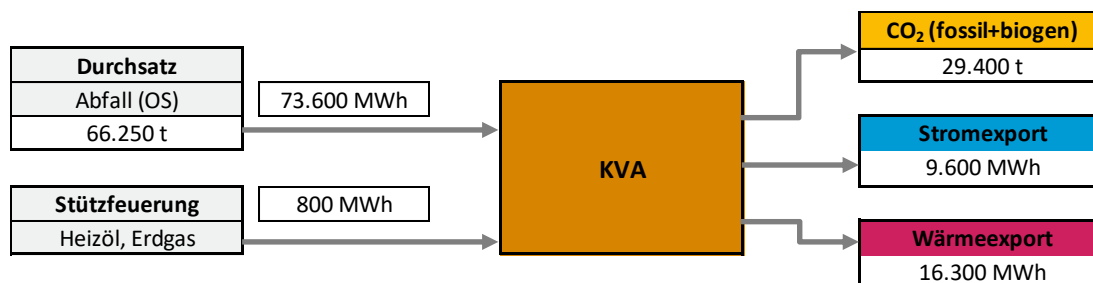 Durchsatz
Abfall (OS)
66.250 t
73.600 MWh
Stützfeuerung
Heizöl, Erdgas
800 MWh
KVA
CO₂ (fossil+biogen)
29.400 t
Stromexport
9.600 MWh
Wärmeexport
16.300 MWh